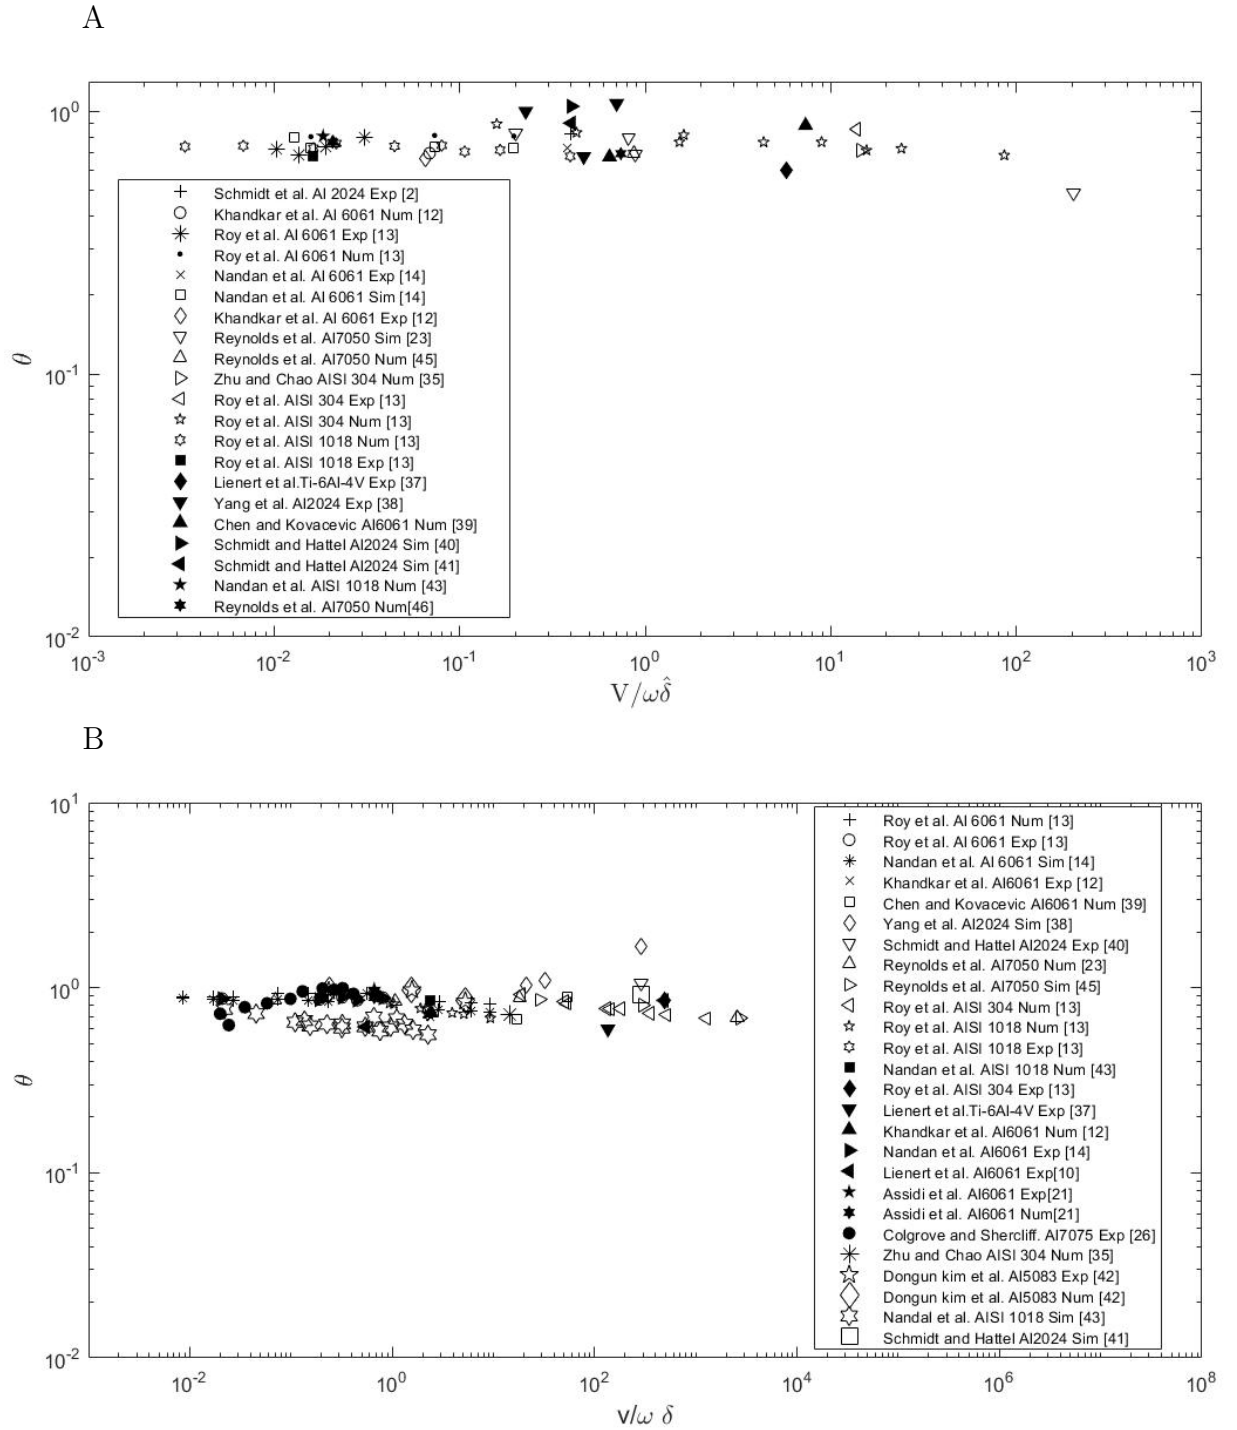 A
10^0
10^-1
10^-2
θ
Schmidt et al. Al 2024 Exp [2]
Khandkar et al. Al 6061 Num [12]
Roy et al. Al 6061 Exp [13]
Roy et al. Al 6061 Num [13]
Nandan et al. Al 6061 Exp [14]
Nandan et al. Al 6061 Sim [14]
Khandkar et al. Al 6061 Exp [12]
Reynolds et al. Al7050 Sim [23]
Reynolds et al. Al7050 Num [45]
Zhu and Chao AISI 304 Num [35]
Roy et al. AISI 304 Exp [13]
Roy et al. AISI 304 Num [13]
Roy et al. AISI 1018 Num [13]
Roy et al. AISI 1018 Exp [13]
Lienert et al.Ti-6Al-4V Exp [37]
Yang et al. Al2024 Exp [38]
Chen and Kovacevic Al6061 Num [39]
Schmidt and Hattel Al2024 Sim [40]
Schmidt and Hattel Al2024 Sim [41]
Nandan et al. AISI 1018 Num [43]
Reynolds et al. Al7050 Num[46]
10^-3 10^-2 10^-1 10^0 10^1 10^2 10^3
V/ωδ̂
B
10^1
10^0
10^-1
10^-2
θ
Roy et al. Al 6061 Num [13]
Roy et al. Al 6061 Exp [13]
Nandan et al. Al 6061 Sim [14]
Khandkar et al. Al6061 Exp [12]
Chen and Kovacevic Al6061 Num [39]
Yang et al. Al2024 Sim [38]
Schmidt and Hattel Al2024 Exp [40]
Reynolds et al. Al7050 Num [23]
Reynolds et al. Al7050 Sim [45]
Roy et al. AISI 304 Num [13]
Roy et al. AISI 1018 Num [13]
Roy et al. AISI 1018 Exp [13]
Nandan et al. AISI 1018 Num [43]
Roy et al. AISI 304 Exp [13]
Lienert et al.Ti-6Al-4V Exp [37]
Khandkar et al. Al6061 Num [12]
Nandan et al. Al6061 Exp [14]
Lienert et al. Al6061 Exp[10]
Assidi et al. Al6061 Exp[21]
Assidi et al. Al6061 Num[21]
Colgrove and Shercliff. Al7075 Exp [26]
Zhu and Chao AISI 304 Num [35]
Dongun kim et al. Al5083 Exp [42]
Dongun kim et al. Al5083 Num [42]
Nandal et al. AISI 1018 Sim [43]
Schmidt and Hattel Al2024 Sim [41]
10^-2 10^0 10^2 10^4 10^6 10^8
v/ω δ